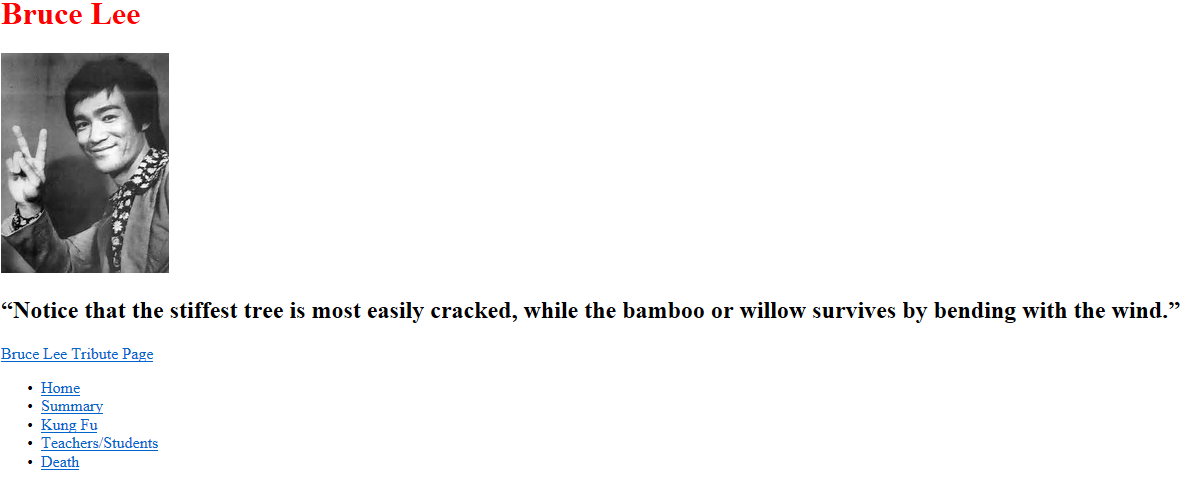 Bruce Lee
“Notice that the stiffest tree is most easily cracked, while the bamboo or willow survives by bending with the wind.”
Bruce Lee Tribute Page
• Home
• Summary
• Kung Fu
• Teachers/Students
• Death